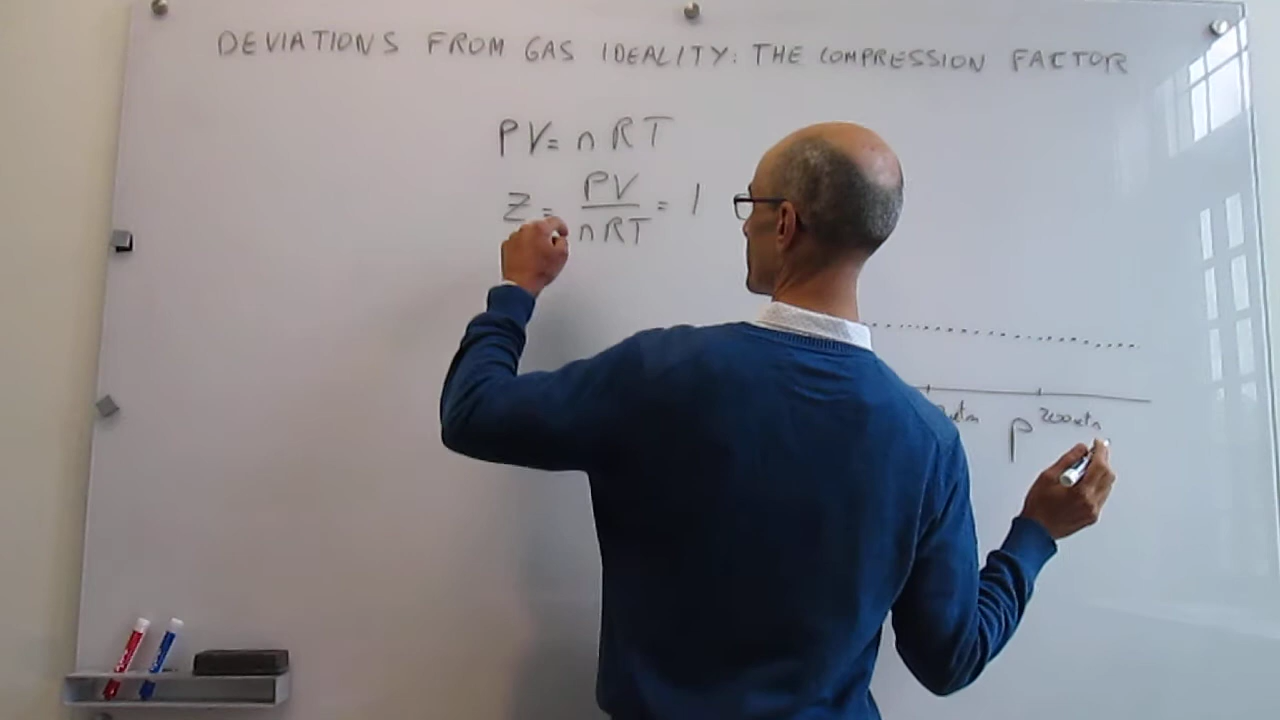 DEVIATIONS FROM GAS IDEALITY: THE COMPRESSION FACTOR
PV = nRT
Z = PV/nRT = 1
P 200 atm